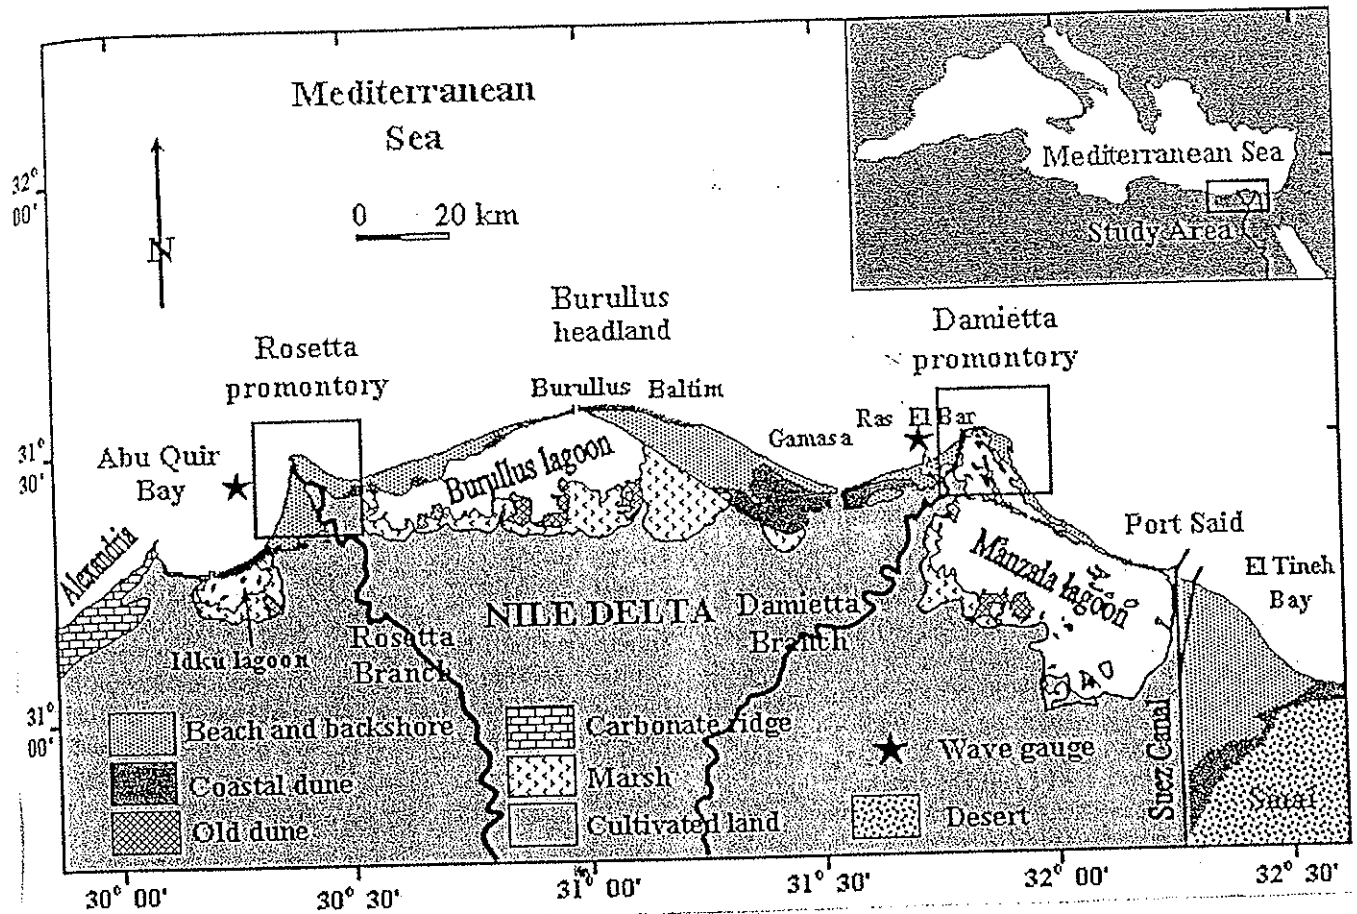 Mediterranean
Sea
Mediterranean Sea
Study Area
32°
00'
N
0 20 km
Burullus
headland
Damietta
promontory
Rosetta
promontory
Burullus
Baltim
Ras El Bar
Gamasa
31°
30'
Abu Quir
Bay
Burullus lagoon
Port Said
Alexandria
Manzala lagoon
El Tineh
Bay
NILE DELTA
Damietta
Branch
Rosetta
Branch
Idku lagoon
31°
00'
Beach and backshore
Carbonate ridge
Wave gauge
Suez Canal
Coastal dune
Marsh
Sinai
Old dune
Cultivated land
Desert
30° 00'
30° 30'
31° 00'
31° 30'
32° 00'
32° 30'